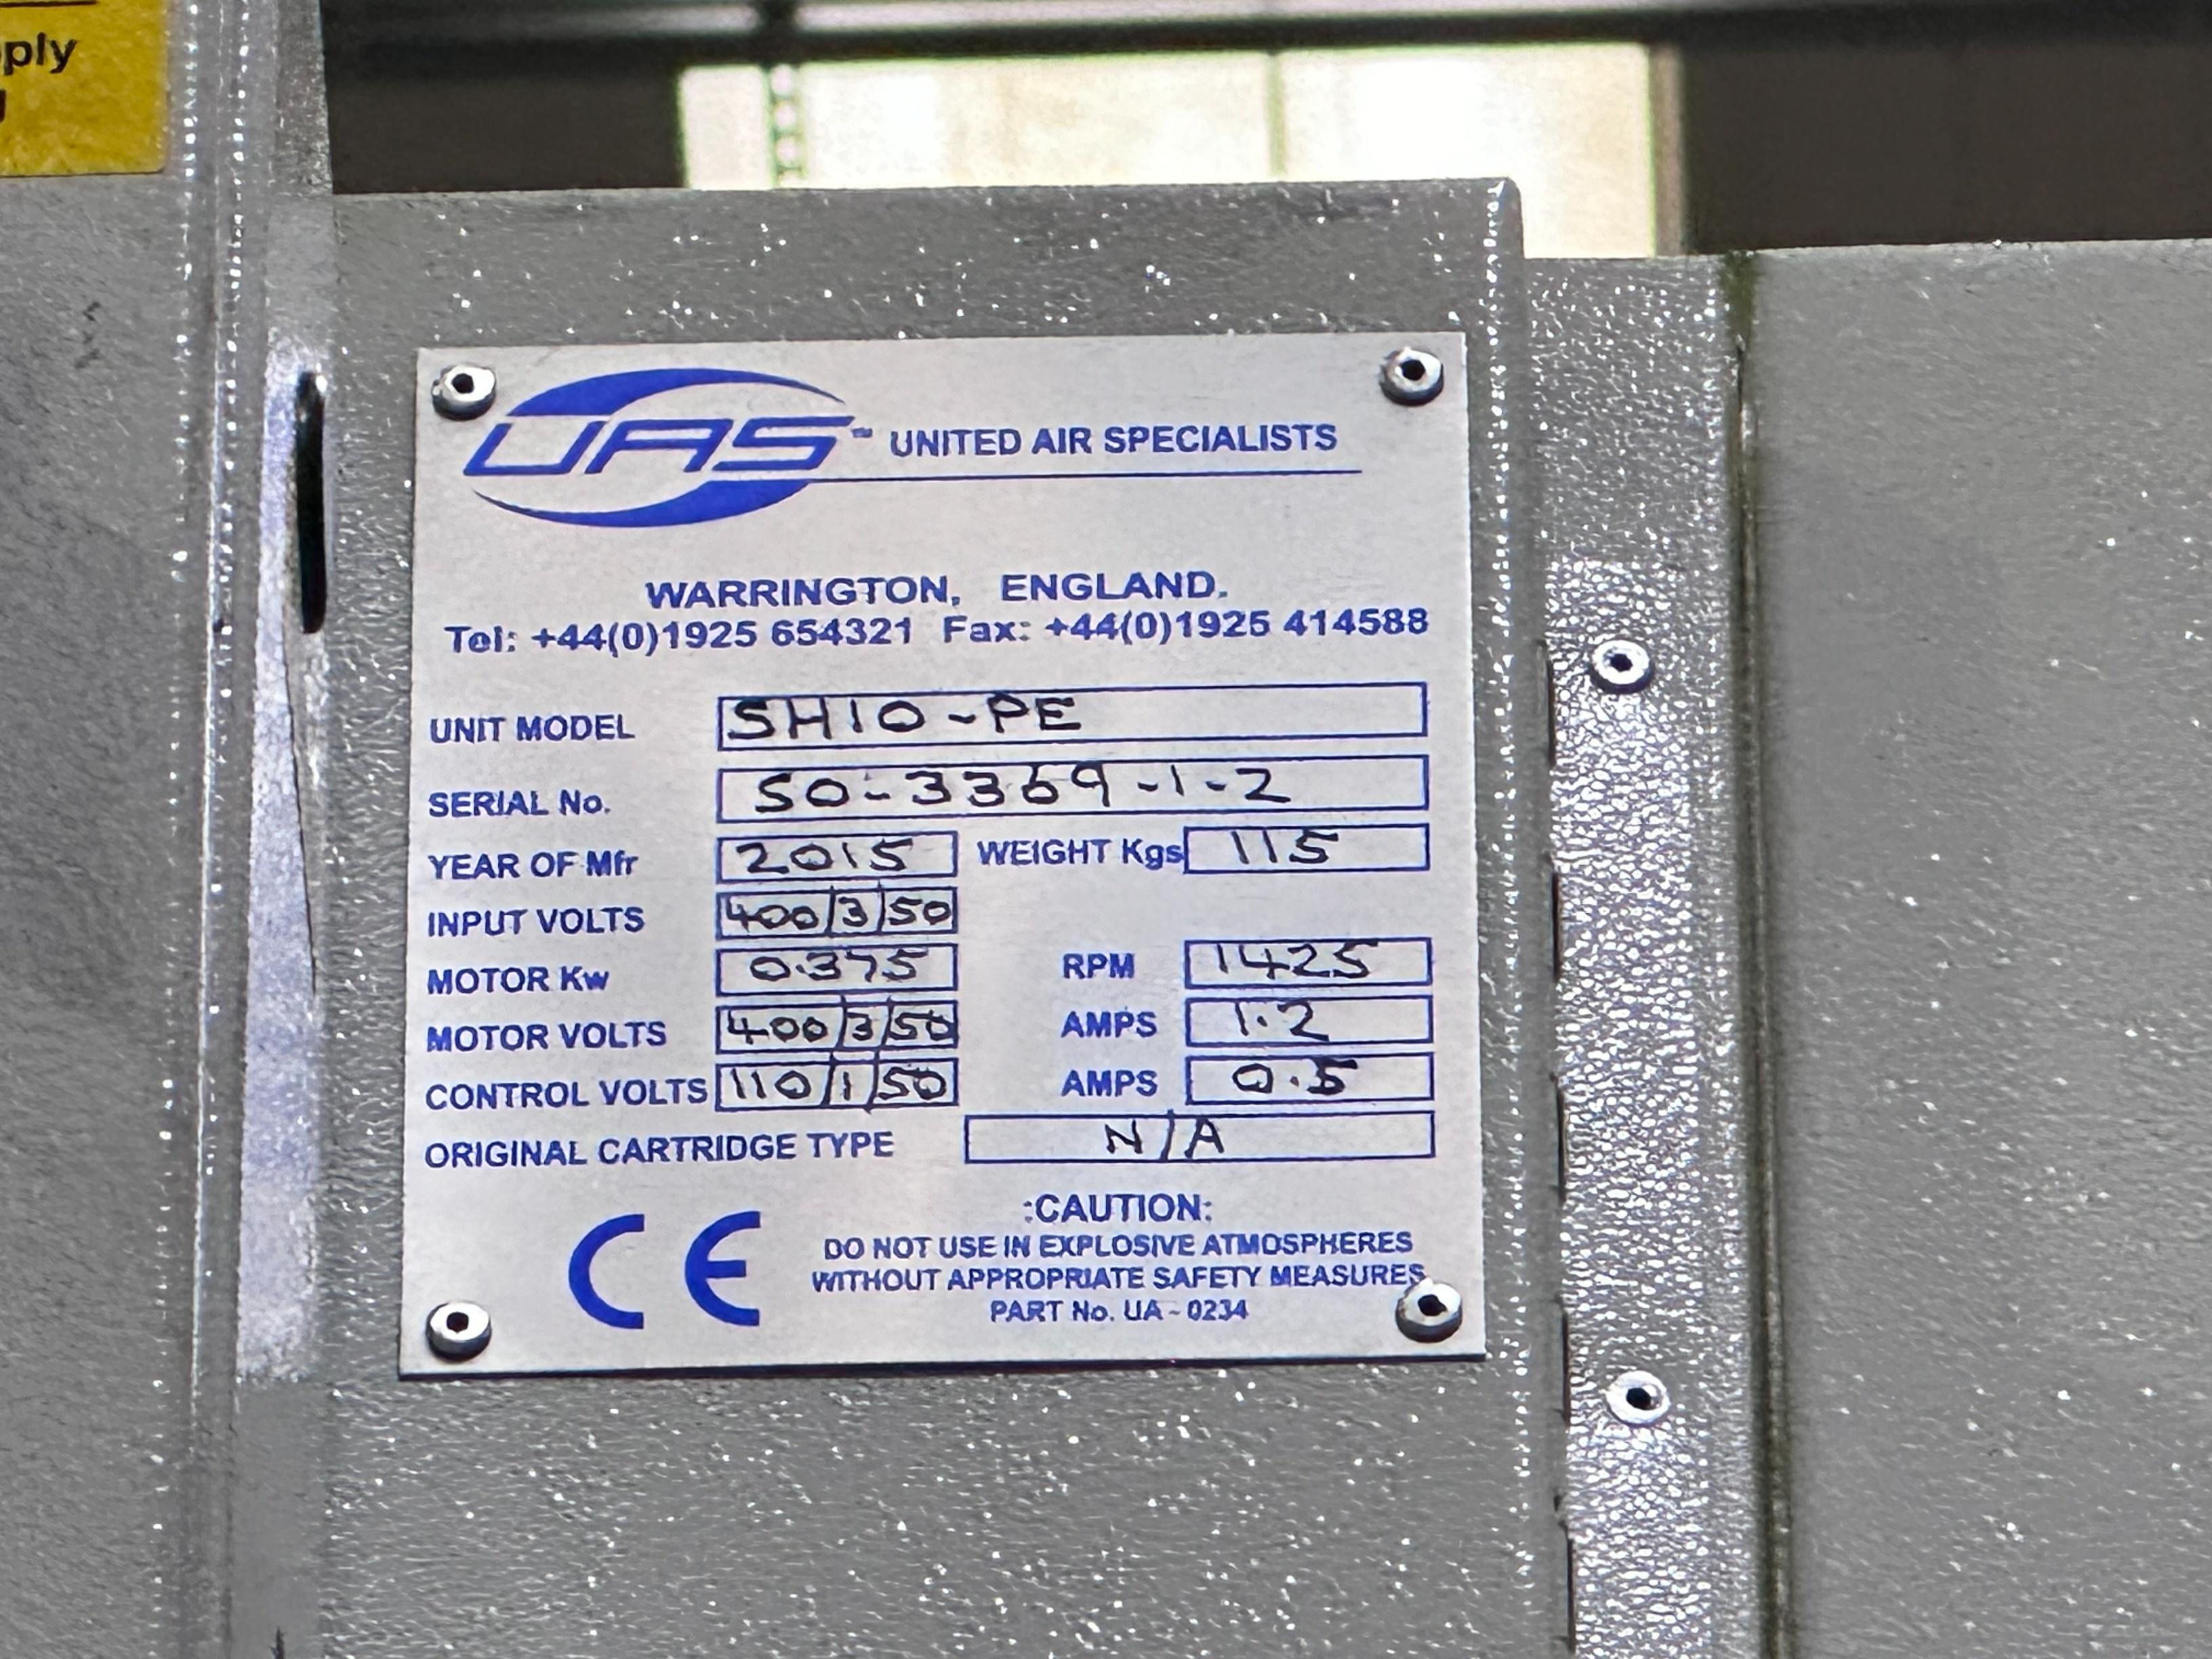 pply
UAS™ UNITED AIR SPECIALISTS
WARRINGTON, ENGLAND.
Tel: +44(0)1925 654321 Fax: +44(0)1925 414588
UNIT MODEL SH10-PE
SERIAL No. SO-3369-1-2
YEAR OF Mfr 2015 WEIGHT Kgs 115
INPUT VOLTS 400/3/50
MOTOR Kw 0.375 RPM 1425
MOTOR VOLTS 400/3/50 AMPS 1.2
CONTROL VOLTS 110/1/50 AMPS 0.5
ORIGINAL CARTRIDGE TYPE N/A
CE
:CAUTION:
DO NOT USE IN EXPLOSIVE ATMOSPHERES
WITHOUT APPROPRIATE SAFETY MEASURES
PART No. UA-0234